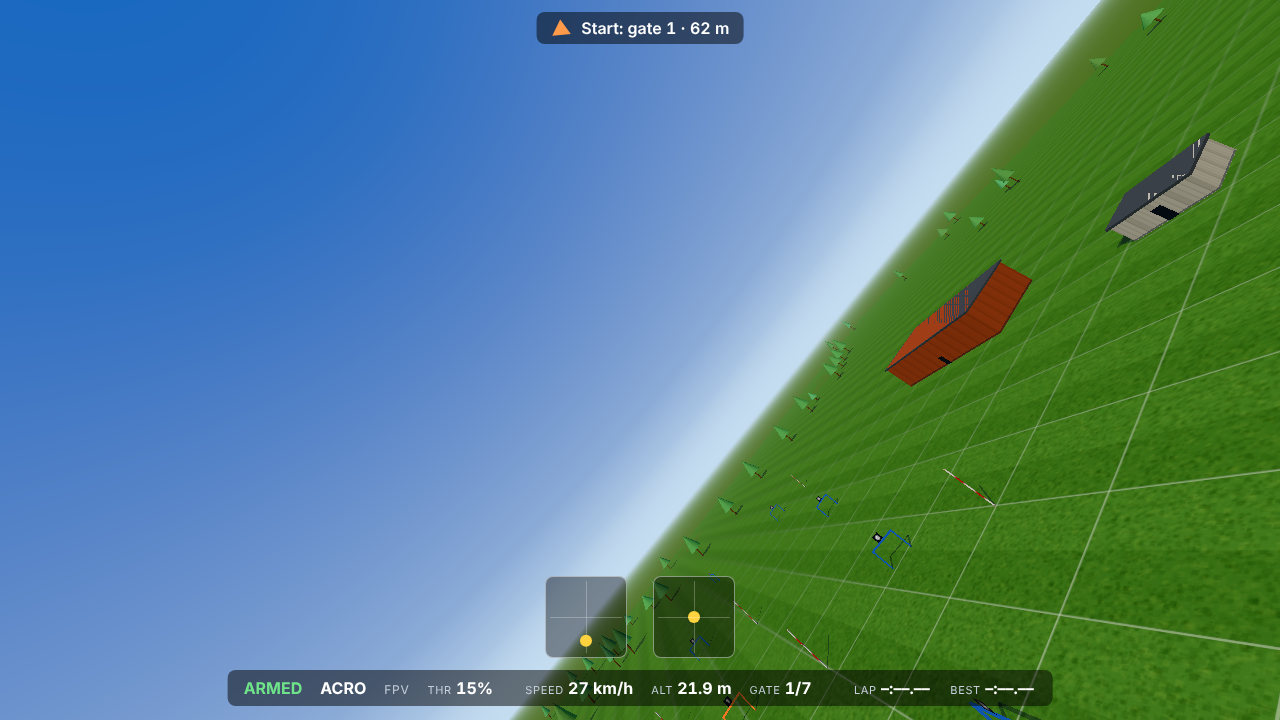 Start: gate 1 · 62 m
ARMED ACRO FPV THR 15% SPEED 27 km/h ALT 21.9 m GATE 1/7 LAP –:––.–– BEST –:––.––